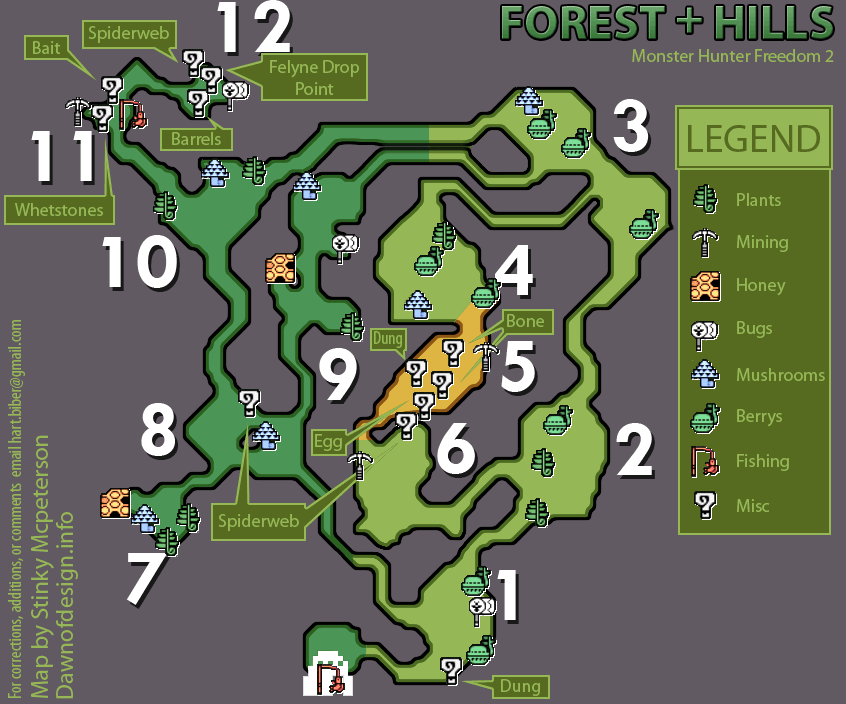 FOREST + HILLS
Monster Hunter Freedom 2
12
Spiderweb
Bait
Felyne Drop
Point
Barrels
11
Whetstones
10
3
LEGEND
Plants
Mining
Honey
Bugs
Mushrooms
Berrys
Fishing
Misc
4
Bone
Dung
5
9
Egg
6
8
2
Spiderweb
7
1
Dung
For corrections, additions, or comments email hart.biber@gmail.com
Map by Stinky Mcpeterson
Dawnofdesign.info